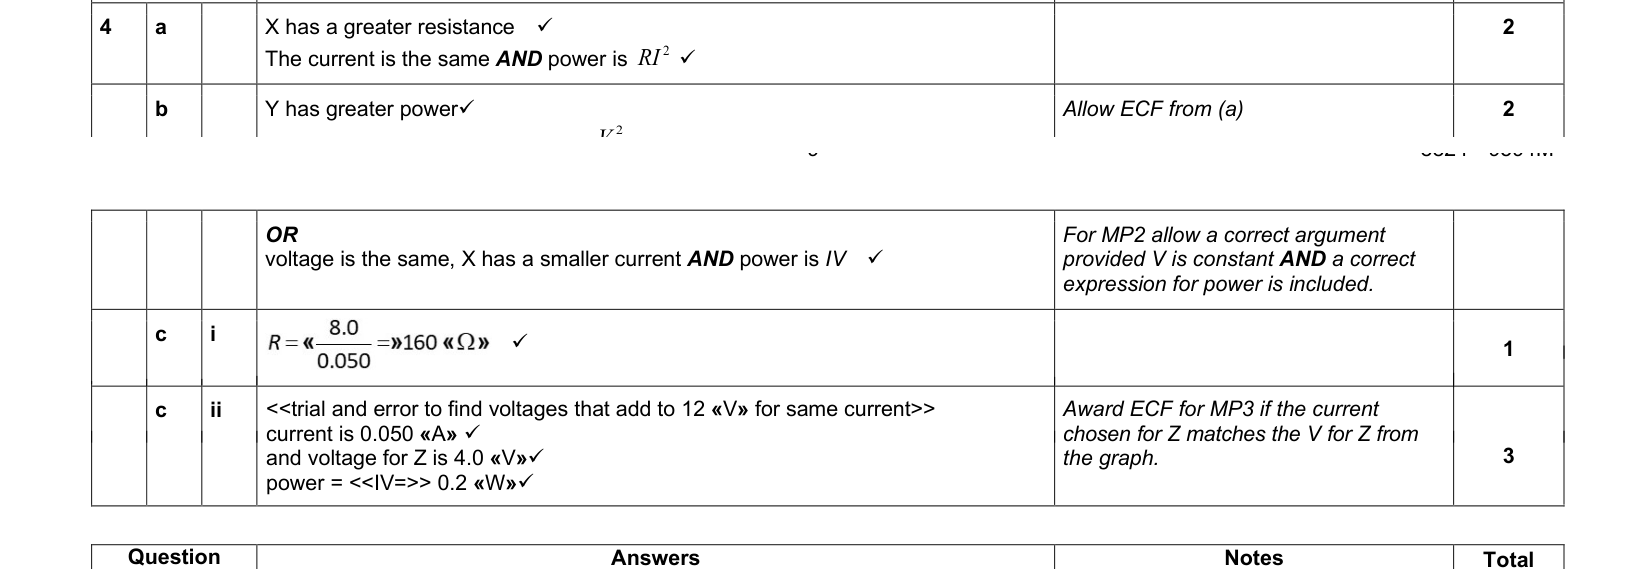 4 a X has a greater resistance ✓ 2
The current is the same AND power is RI² ✓
b Y has greater power✓ Allow ECF from (a) 2
OR
voltage is the same, X has a smaller current AND power is IV ✓
For MP2 allow a correct argument
provided V is constant AND a correct
expression for power is included.
c i R = «8.0/0.050 =»160 «Ω» ✓ 1
c ii <<trial and error to find voltages that add to 12 «V» for same current>>
current is 0.050 «A» ✓
and voltage for Z is 4.0 «V»✓
power = <<IV=>> 0.2 «W»✓
Award ECF for MP3 if the current
chosen for Z matches the V for Z from
the graph.
3
Question Answers Notes Total